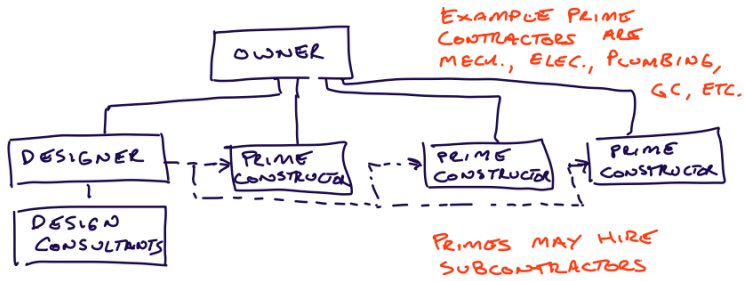 EXAMPLE PRIME
CONTRACTORS ARE
MECH., ELEC., PLUMBING,
GC, ETC.
OWNER
DESIGNER
PRIME
CONSTRUCTOR
PRIME
CONSTRUCTOR
PRIME
CONSTRUCTOR
DESIGN
CONSULTANTS
PRIMES MAY HIRE
SUBCONTRACTORS